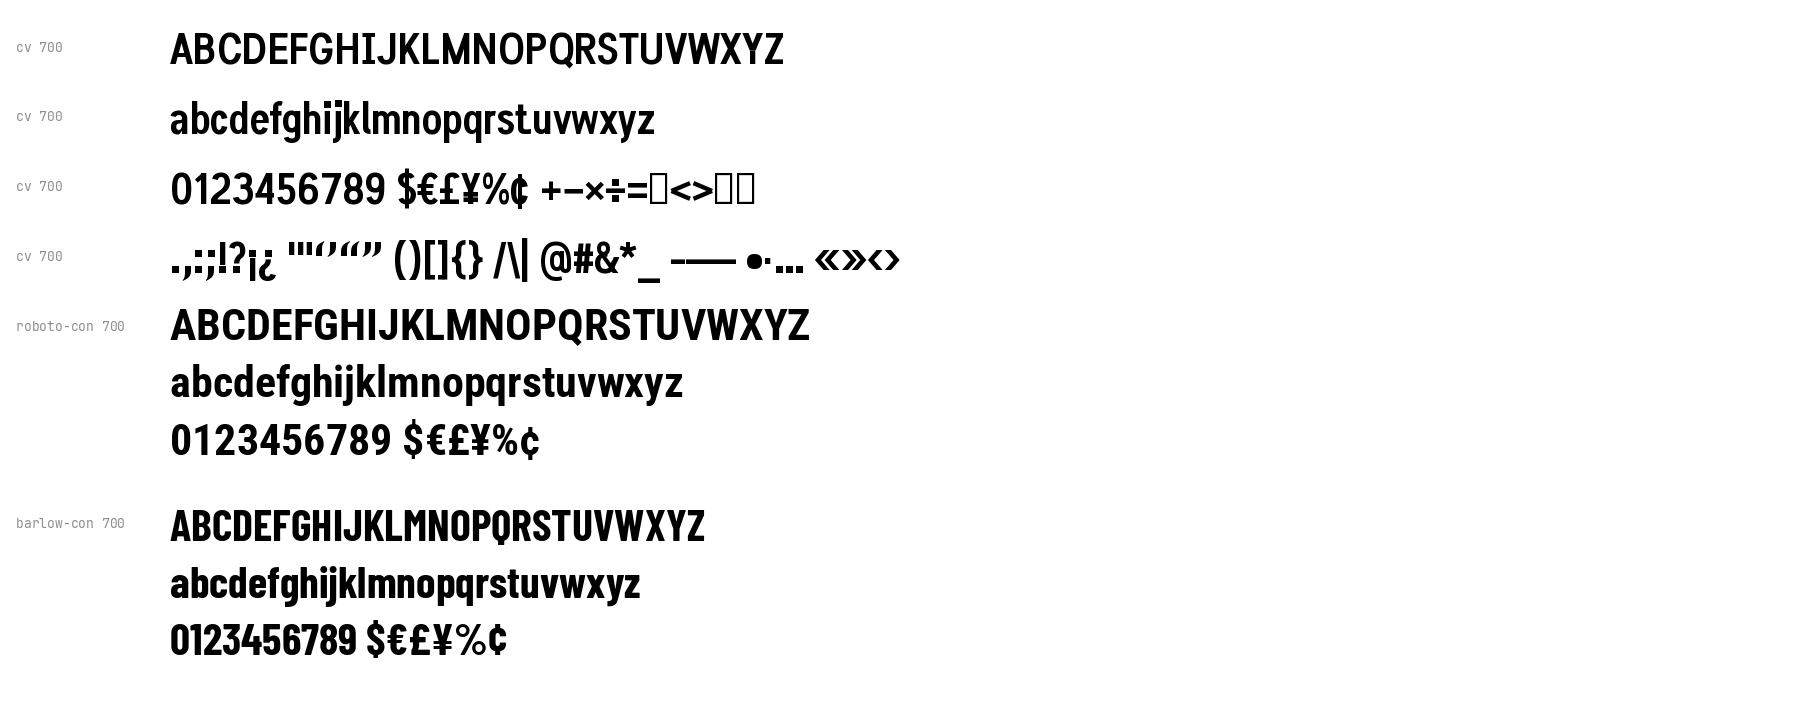 cv 700 ABCDEFGHIJKLMNOPQRSTUVWXYZ
cv 700 abcdefghijklmnopqrstuvwxyz
cv 700 0123456789 $€£¥%¢ +−×÷=<>
cv 700 .,:;!?¡¿ "'‘’“” ()[]{} /\| @#&*_ -–— •·… «»‹›
roboto-con 700 ABCDEFGHIJKLMNOPQRSTUVWXYZ
abcdefghijklmnopqrstuvwxyz
0123456789 $€£¥%¢
barlow-con 700 ABCDEFGHIJKLMNOPQRSTUVWXYZ
abcdefghijklmnopqrstuvwxyz
0123456789 $€£¥%¢